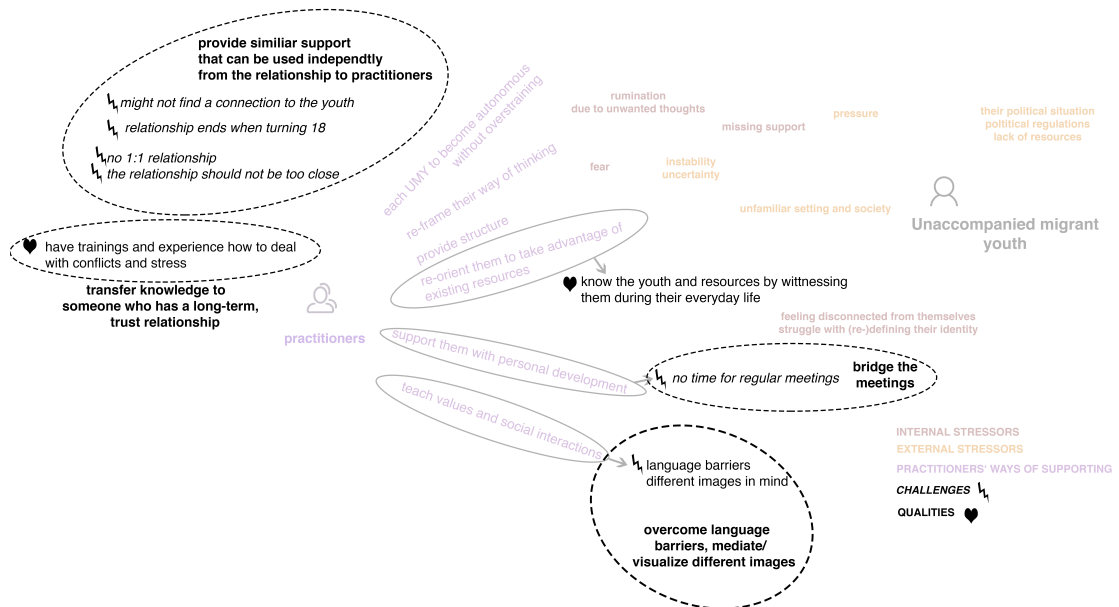 provide similiar support
that can be used independtly
from the relationship to practitioners
might not find a connection to the youth
relationship ends when turning 18
no 1:1 relationship
the relationship should not be too close
have trainings and experience how to deal
with conflicts and stress
transfer knowledge to
someone who has a long-term,
trust relationship
practitioners
each UMY to become autonomous
without overstraining
re-frame their way of thinking
provide structure
re-orient them to take advantage of
existing resources
support them with personal development
teach values and social interactions
rumination
due to unwanted thoughts
missing support
pressure
their political situation
poltitical regulations
lack of resources
fear
instability
uncertainty
unfamiliar setting and society
Unaccompanied migrant
youth
know the youth and resources by wittnessing
them during their everyday life
feeling disconnected from themselves
struggle with (re-)defining their identity
no time for regular meetings
bridge the
meetings
language barriers
different images in mind
overcome language
barriers, mediate/
visualize different images
INTERNAL STRESSORS
EXTERNAL STRESSORS
PRACTITIONERS' WAYS OF SUPPORTING
CHALLENGES
QUALITIES